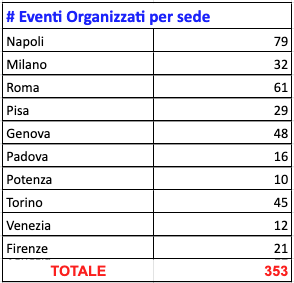 # Eventi Organizzati per sede
Napoli 79
Milano 32
Roma 61
Pisa 29
Genova 48
Padova 16
Potenza 10
Torino 45
Venezia 12
Firenze 21
TOTALE 353